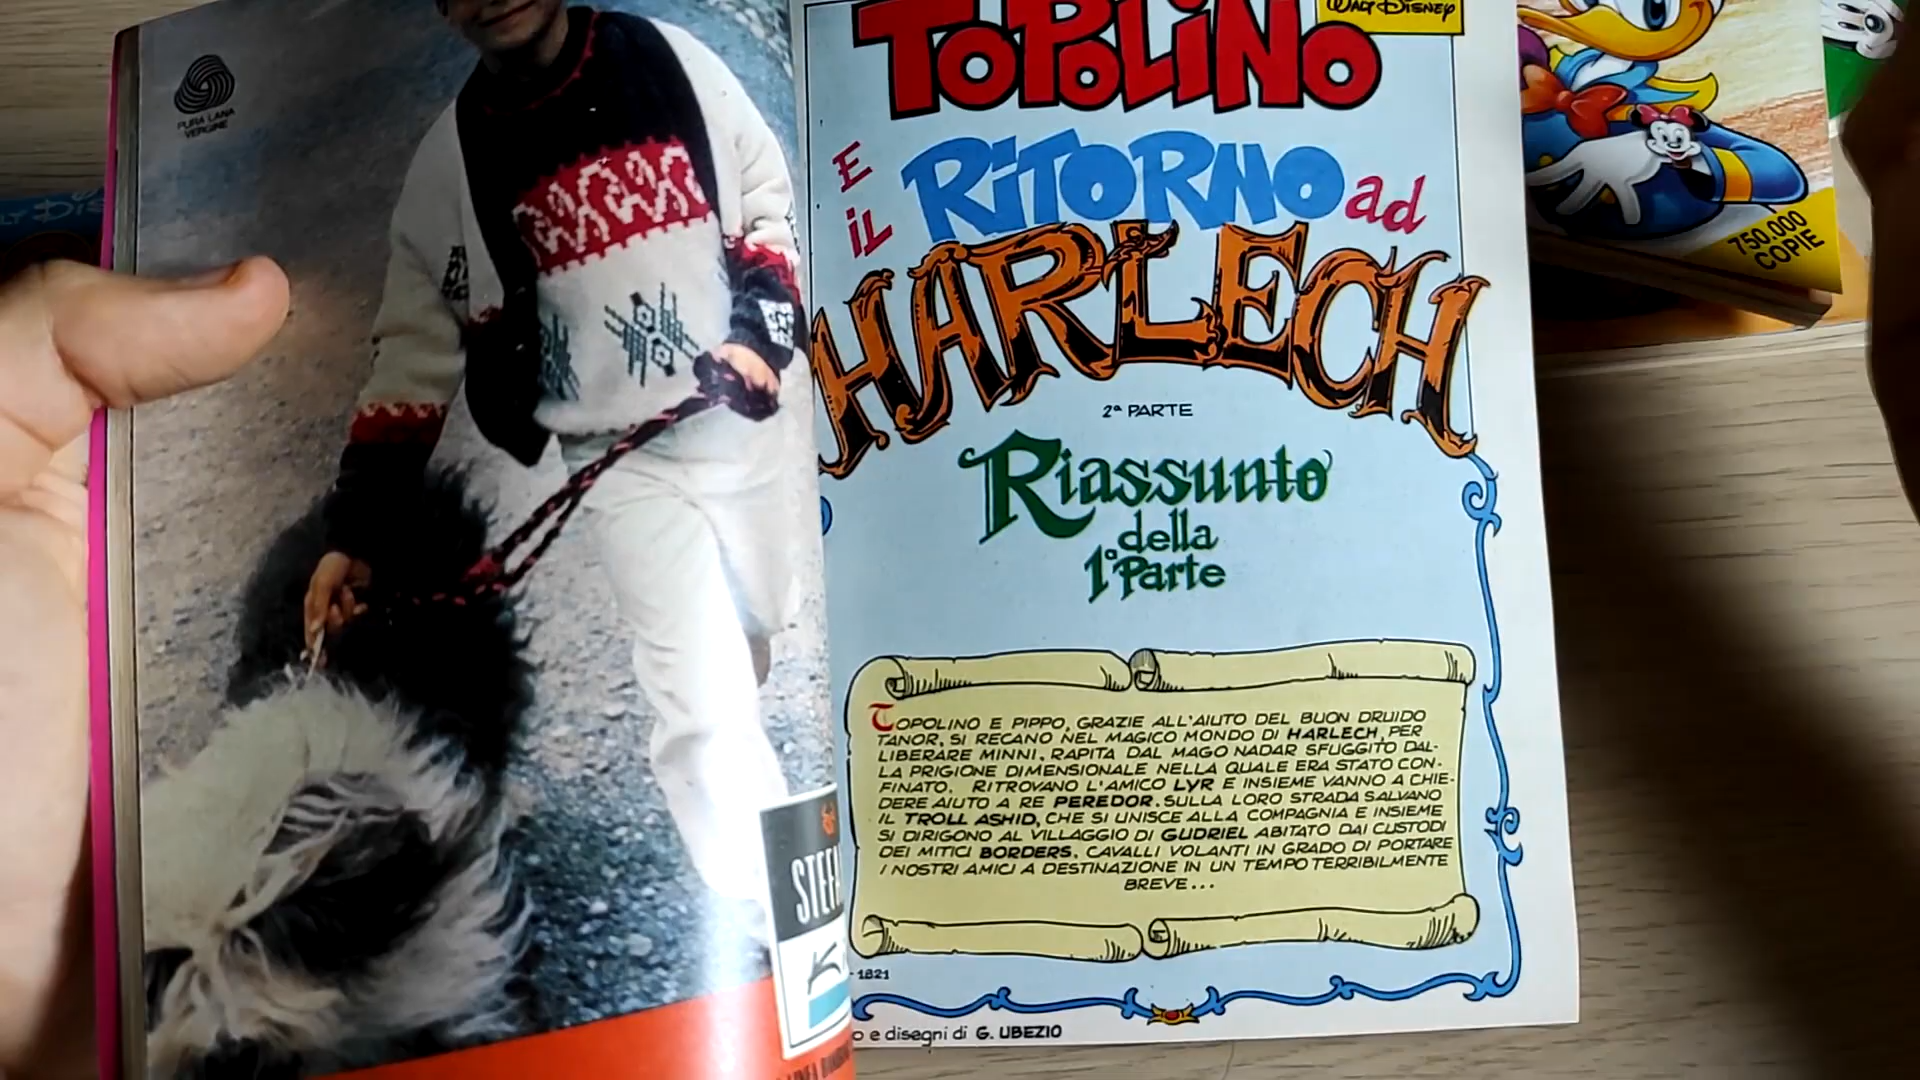 PURA LANA
VERGINE
STEFA
WALT DISNEY
TOPOLINO
E
IL
RITORNO ad
HARLECH
2ª PARTE
Riassunto
della
1ª Parte
TOPOLINO E PIPPO, GRAZIE ALL'AIUTO DEL BUON DRUIDO
TANOR, SI RECANO NEL MAGICO MONDO DI HARLECH, PER
LIBERARE MINNI, RAPITA DAL MAGO NADAR SFUGGITO DAL-
LA PRIGIONE DIMENSIONALE NELLA QUALE ERA STATO CON-
FINATO. RITROVANO L'AMICO LYR E INSIEME VANNO A CHIE-
DERE AIUTO A RE PEREDOR. SULLA LORO STRADA SALVANO
IL TROLL ASHID, CHE SI UNISCE ALLA COMPAGNIA E INSIEME
SI DIRIGONO AL VILLAGGIO DI GUDRIEL ABITATO DAI CUSTODI
DEI MITICI BORDERS, CAVALLI VOLANTI IN GRADO DI PORTARE
I NOSTRI AMICI A DESTINAZIONE IN UN TEMPO TERRIBILMENTE
BREVE...
- 1821
o e disegni di G. UBEZIO
750.000
COPIE